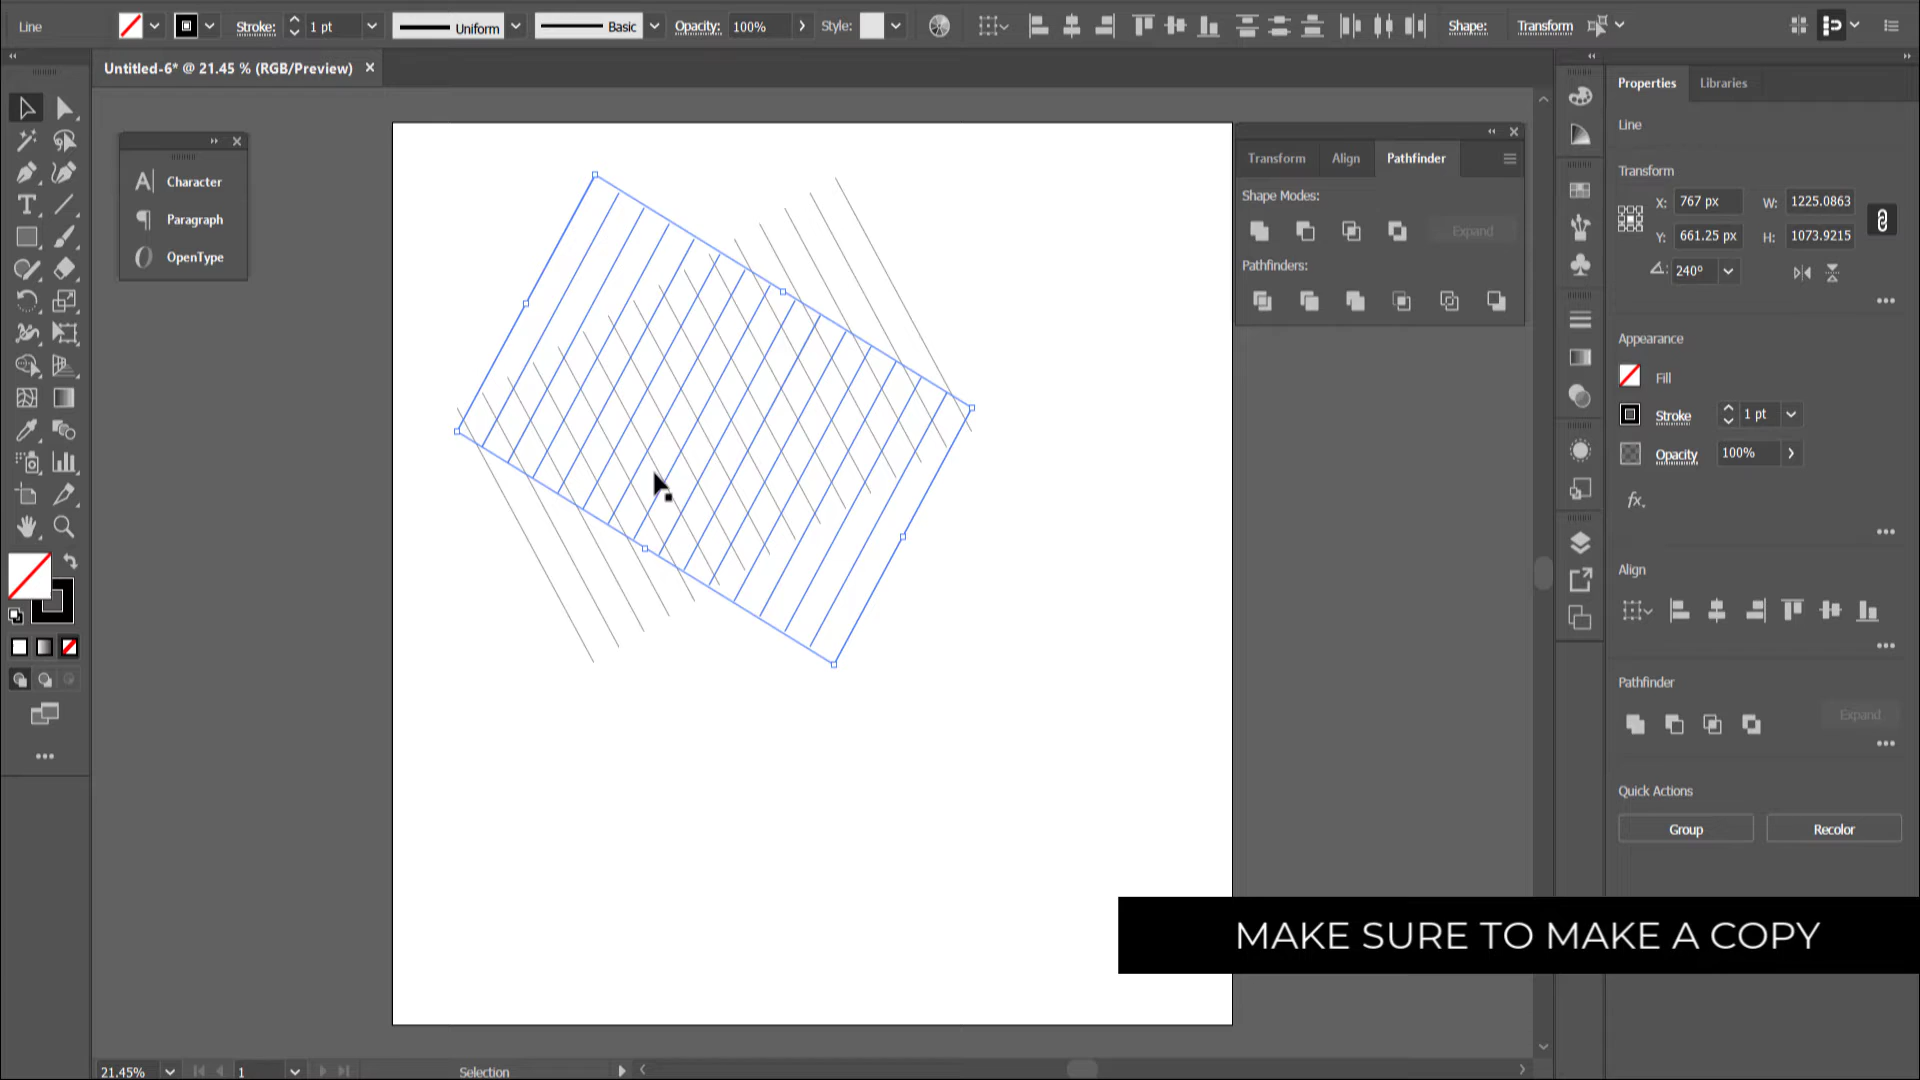 Line
Stroke:
1 pt
Uniform
Basic
Opacity:
100%
Style:
Shape:
Transform
Untitled-6* @ 21.45 % (RGB/Preview)
Character
Paragraph
OpenType
Transform
Align
Pathfinder
Shape Modes:
Expand
Pathfinders:
Properties
Libraries
Line
Transform
X:
767 px
W:
1225.0863
Y:
661.25 px
H:
1073.9215
240°
Appearance
Fill
Stroke
1 pt
Opacity
100%
fx.
Align
Pathfinder
Expand
Quick Actions
Group
Recolor
MAKE SURE TO MAKE A COPY
21.45%
1
Selection